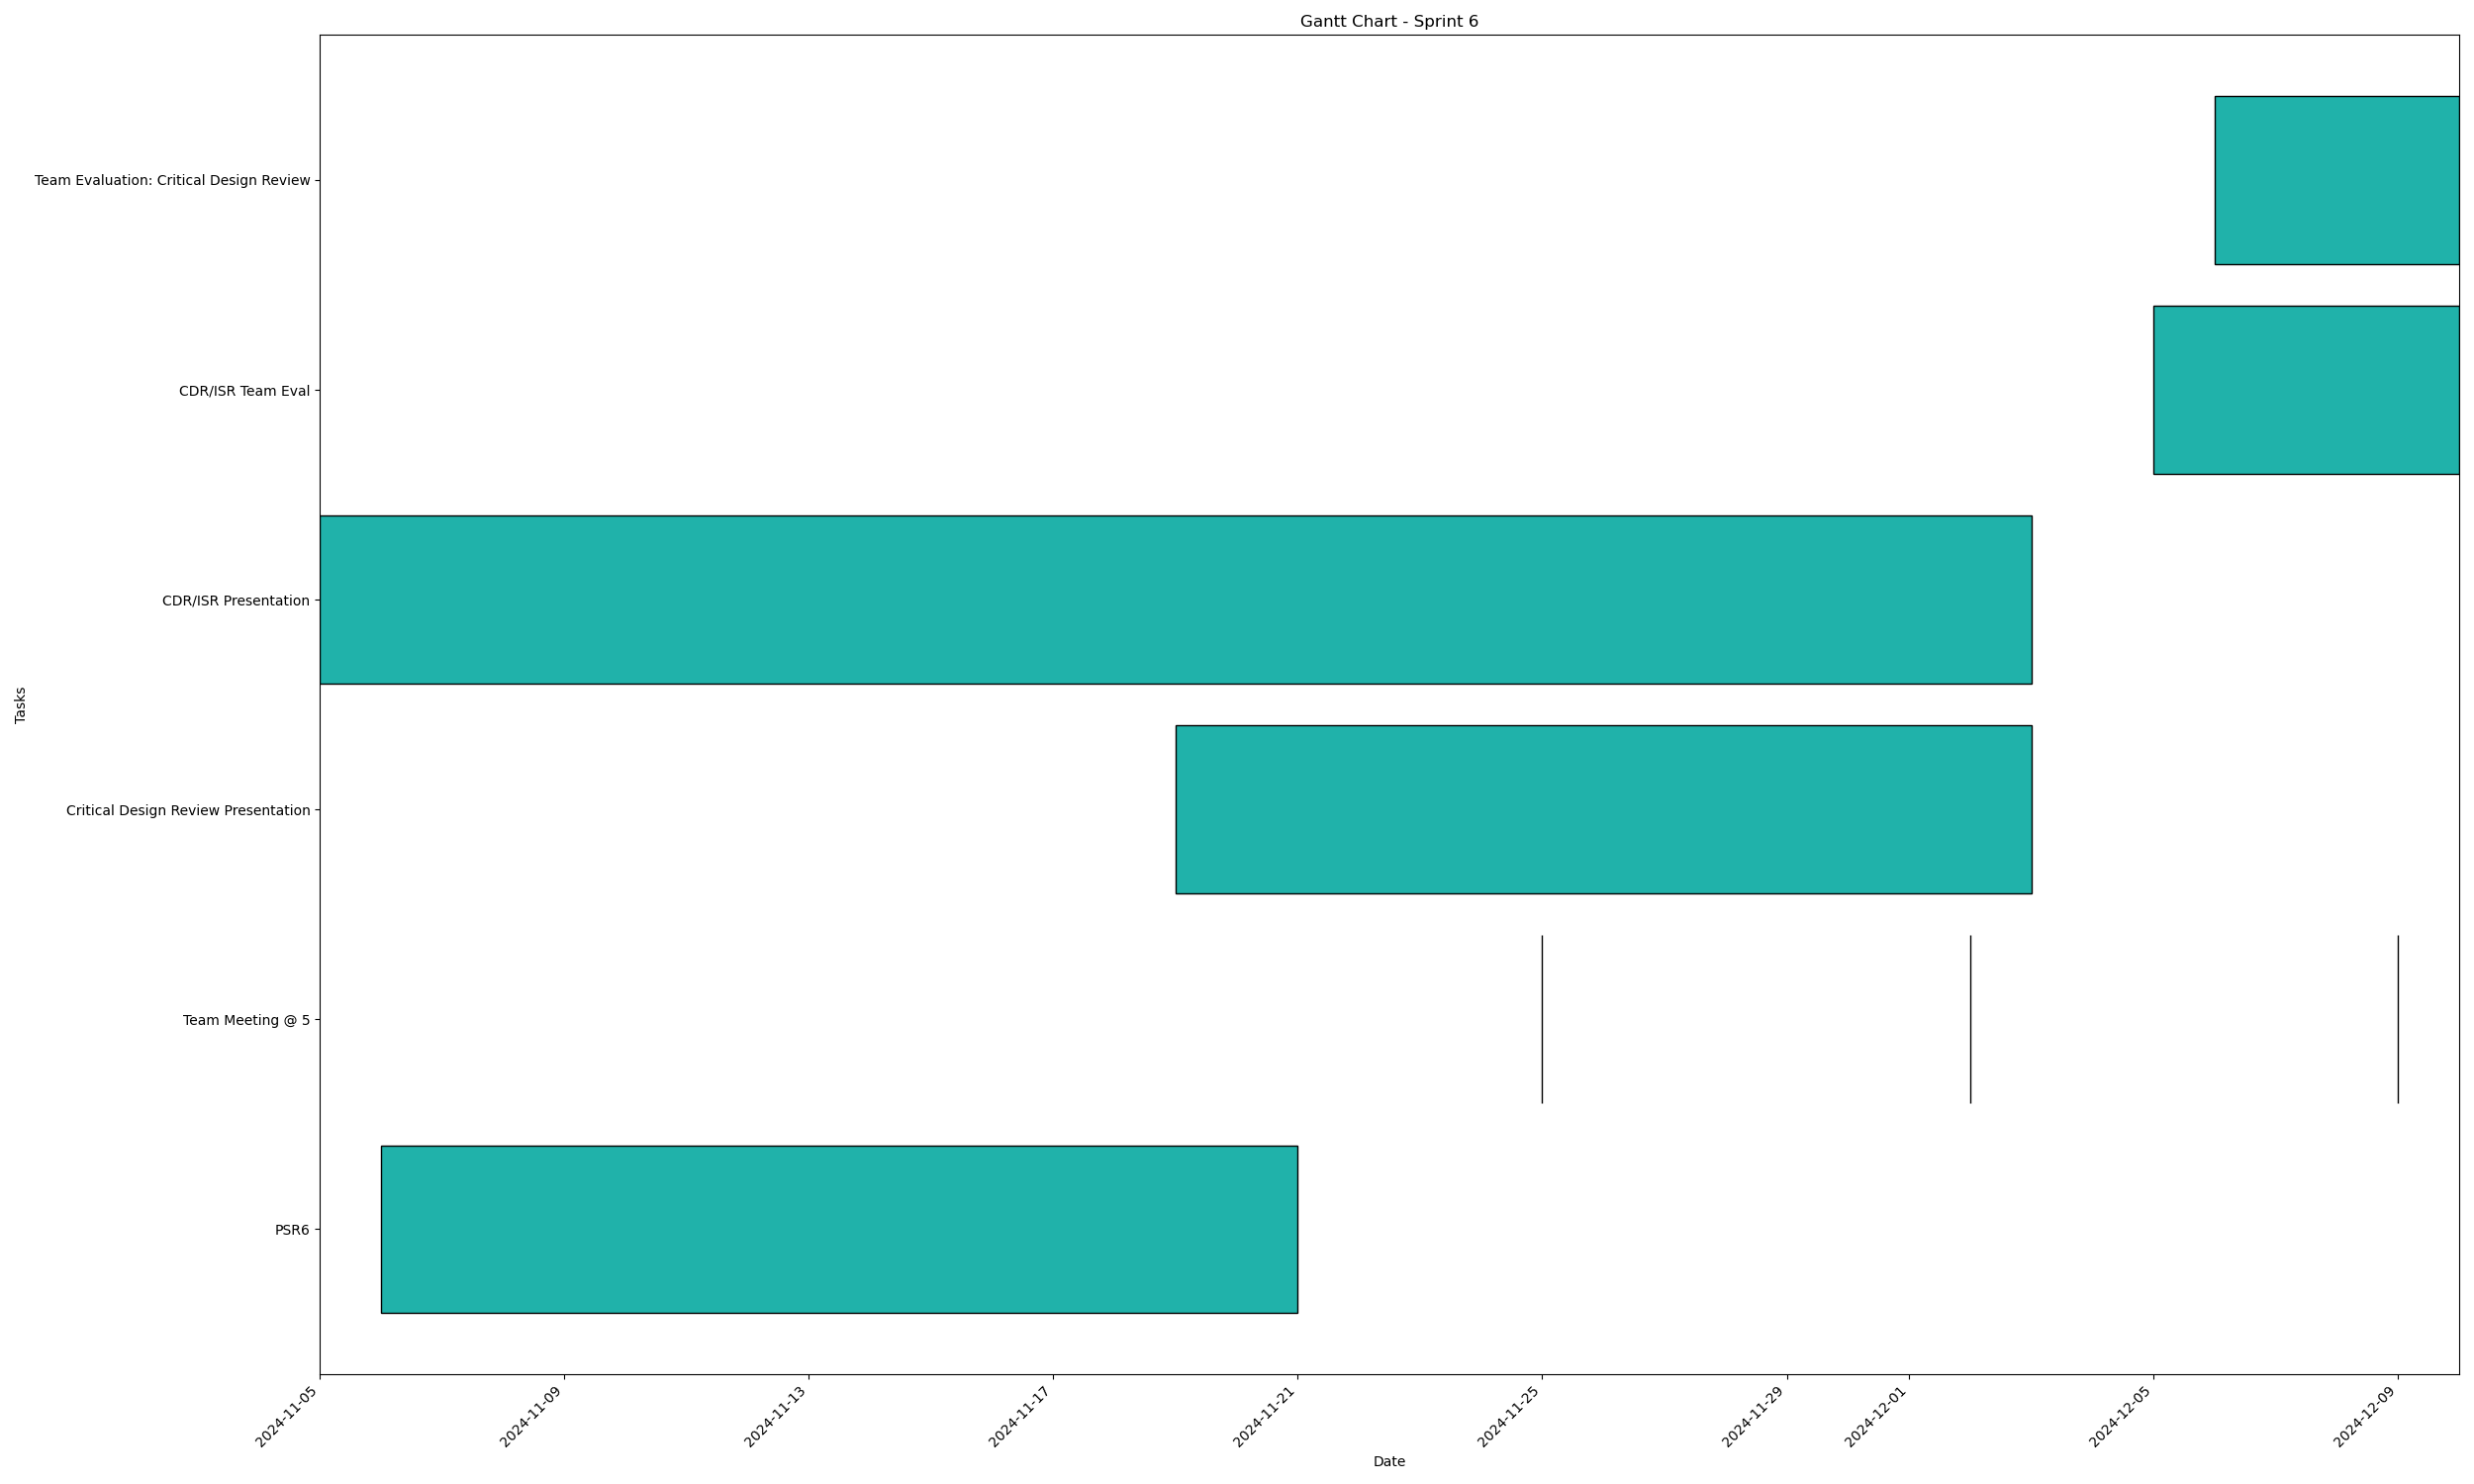 Gantt Chart - Sprint 6
Team Evaluation: Critical Design Review
CDR/ISR Team Eval
CDR/ISR Presentation
Critical Design Review Presentation
Team Meeting @ 5
PSR6
Tasks
2024-11-05
2024-11-09
2024-11-13
2024-11-17
2024-11-21
2024-11-25
2024-11-29
2024-12-01
2024-12-05
2024-12-09
Date